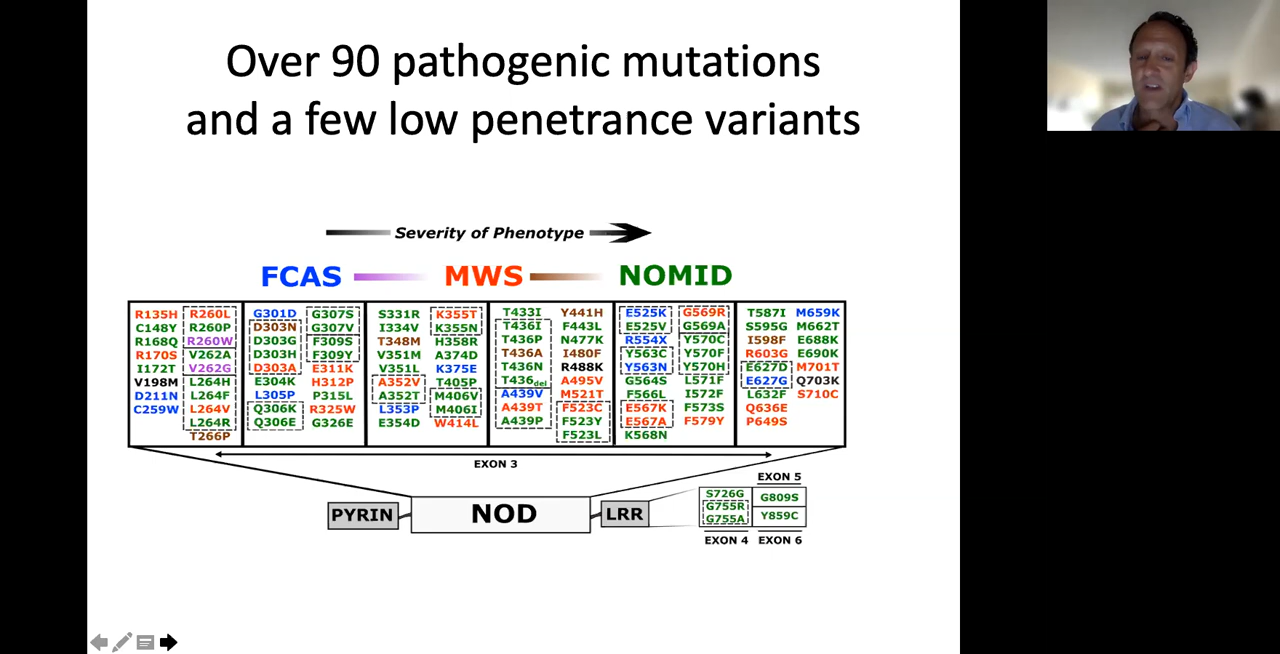 Over 90 pathogenic mutations
and a few low penetrance variants
Severity of Phenotype
FCAS MWS NOMID
R135H R260L G301D G307S S331R K355T T433I Y441H E525K G569R T587I M659K
C148Y R260P D303N G307V I334V K355N T436I F443L E525V G569A S595G M662T
R168Q R260W D303G F309S T348M H358R T436P N477K R554X Y570C I598F E688K
R170S V262A D303H F309Y V351M A374D T436A I480F Y563C Y570F R603G E690K
I172T V262G D303A E311K V351L K375E T436N R488K Y563N Y570H E627D M701T
V198M L264H E304K H312P A352V T405P T436del A495V G564S L571F E627G Q703K
D211N L264F L305P P315L A352T M406V A439V M521T F566L I572F L632F S710C
C259W L264V Q306K R325W L353P M406I A439T F523C E567K F573S Q636E
L264R Q306E G326E E354D W414L A439P F523Y E567A F579Y P649S
T266P F523L K568N
EXON 3
PYRIN NOD LRR
EXON 5
S726G G809S
G755R
G755A Y859C
EXON 4 EXON 6